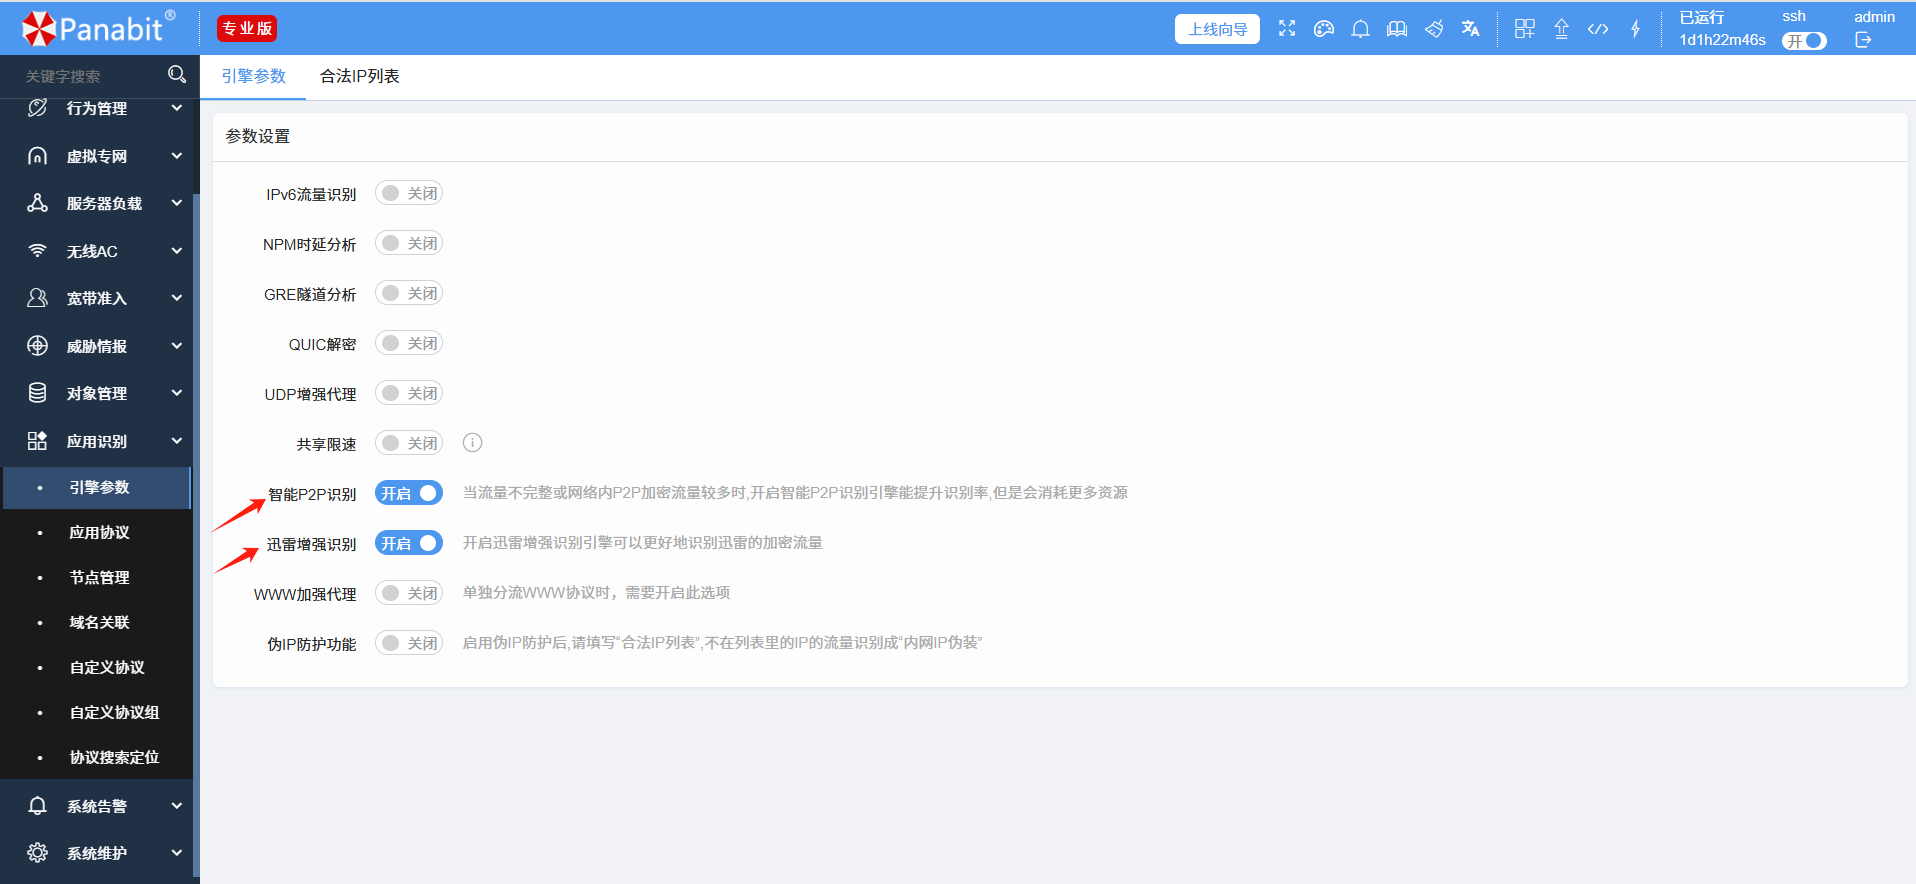 Panabit®
专业版
上线向导
已运行
1d1h22m46s
ssh
开
admin
关键字搜索
行为管理
虚拟专网
服务器负载
无线AC
宽带准入
威胁情报
对象管理
应用识别
引擎参数
应用协议
节点管理
域名关联
自定义协议
自定义协议组
协议搜索定位
系统告警
系统维护
引擎参数 合法IP列表
参数设置
IPv6流量识别 关闭
NPM时延分析 关闭
GRE隧道分析 关闭
QUIC解密 关闭
UDP增强代理 关闭
共享限速 关闭
智能P2P识别 开启 当流量不完整或网络内P2P加密流量较多时,开启智能P2P识别引擎能提升识别率,但是会消耗更多资源
迅雷增强识别 开启 开启迅雷增强识别引擎可以更好地识别迅雷的加密流量
WWW加强代理 关闭 单独分流WWW协议时，需要开启此选项
伪IP防护功能 关闭 启用伪IP防护后,请填写“合法IP列表”,不在列表里的IP的流量识别成“内网IP伪装”